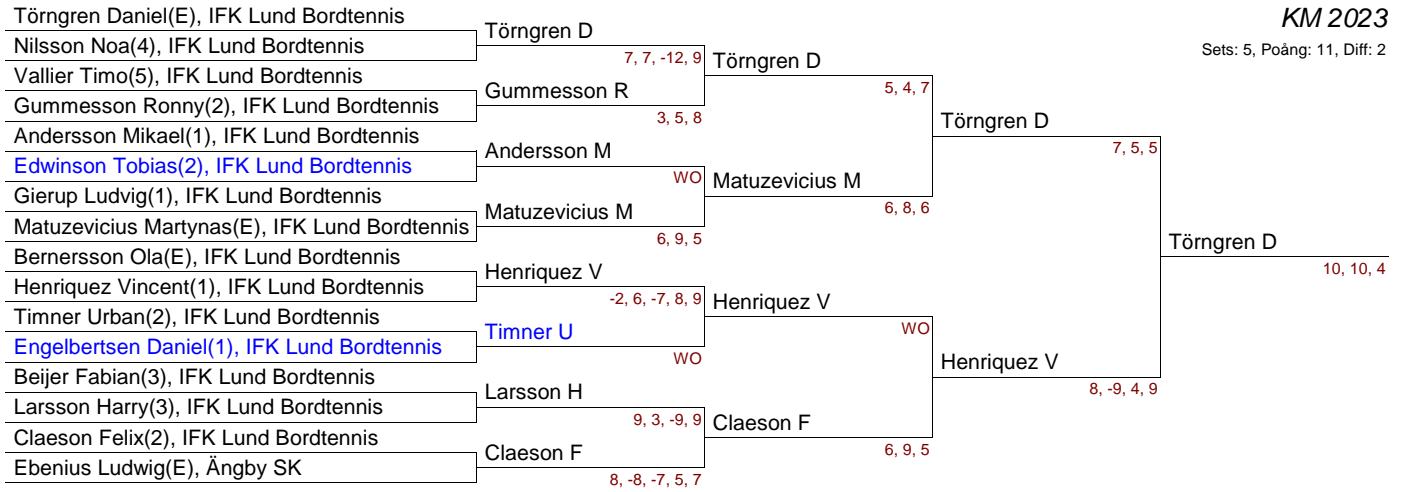 Törngren Daniel(E), IFK Lund Bordtennis
Nilsson Noa(4), IFK Lund Bordtennis
Vallier Timo(5), IFK Lund Bordtennis
Gummesson Ronny(2), IFK Lund Bordtennis
Andersson Mikael(1), IFK Lund Bordtennis
Edwinson Tobias(2), IFK Lund Bordtennis
Gierup Ludvig(1), IFK Lund Bordtennis
Matuzevicius Martynas(E), IFK Lund Bordtennis
Bernersson Ola(E), IFK Lund Bordtennis
Henriquez Vincent(1), IFK Lund Bordtennis
Timner Urban(2), IFK Lund Bordtennis
Engelbertsen Daniel(1), IFK Lund Bordtennis
Beijer Fabian(3), IFK Lund Bordtennis
Larsson Harry(3), IFK Lund Bordtennis
Claeson Felix(2), IFK Lund Bordtennis
Ebenius Ludwig(E), Ängby SK
Törngren D
7, 7, -12, 9
Gummesson R
3, 5, 8
Andersson M
WO
Matuzevicius M
6, 9, 5
Henriquez V
-2, 6, -7, 8, 9
Timner U
WO
Larsson H
9, 3, -9, 9
Claeson F
8, -8, -7, 5, 7
Törngren D
5, 4, 7
Matuzevicius M
6, 8, 6
Henriquez V
WO
Claeson F
6, 9, 5
Törngren D
7, 5, 5
Henriquez V
8, -9, 4, 9
Törngren D
10, 10, 4
KM 2023
Sets: 5, Poång: 11, Diff: 2